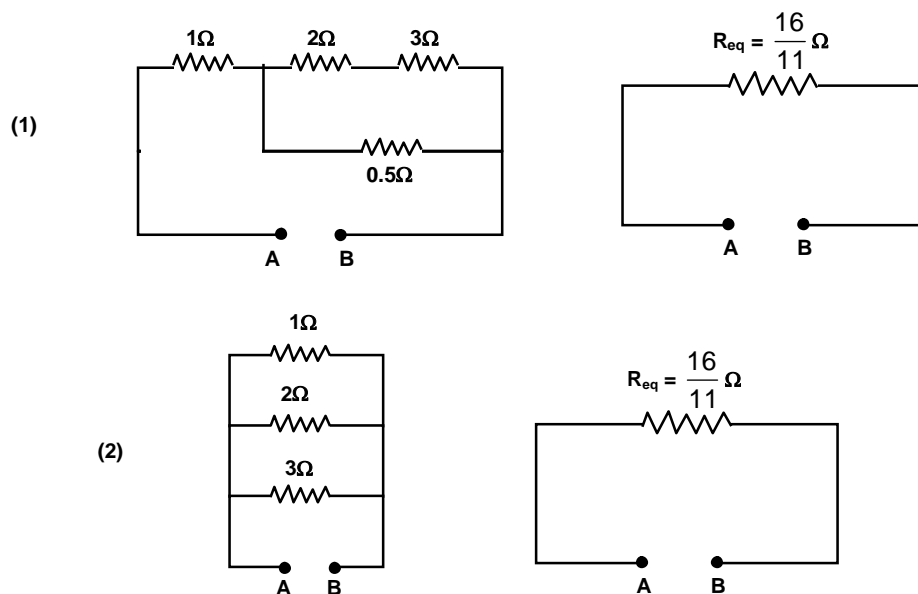 1Ω 2Ω 3Ω
R_eq = 16/11 Ω
(1)
0.5Ω
A B
A B
1Ω
R_eq = 16/11 Ω
2Ω
(2)
3Ω
A B
A B